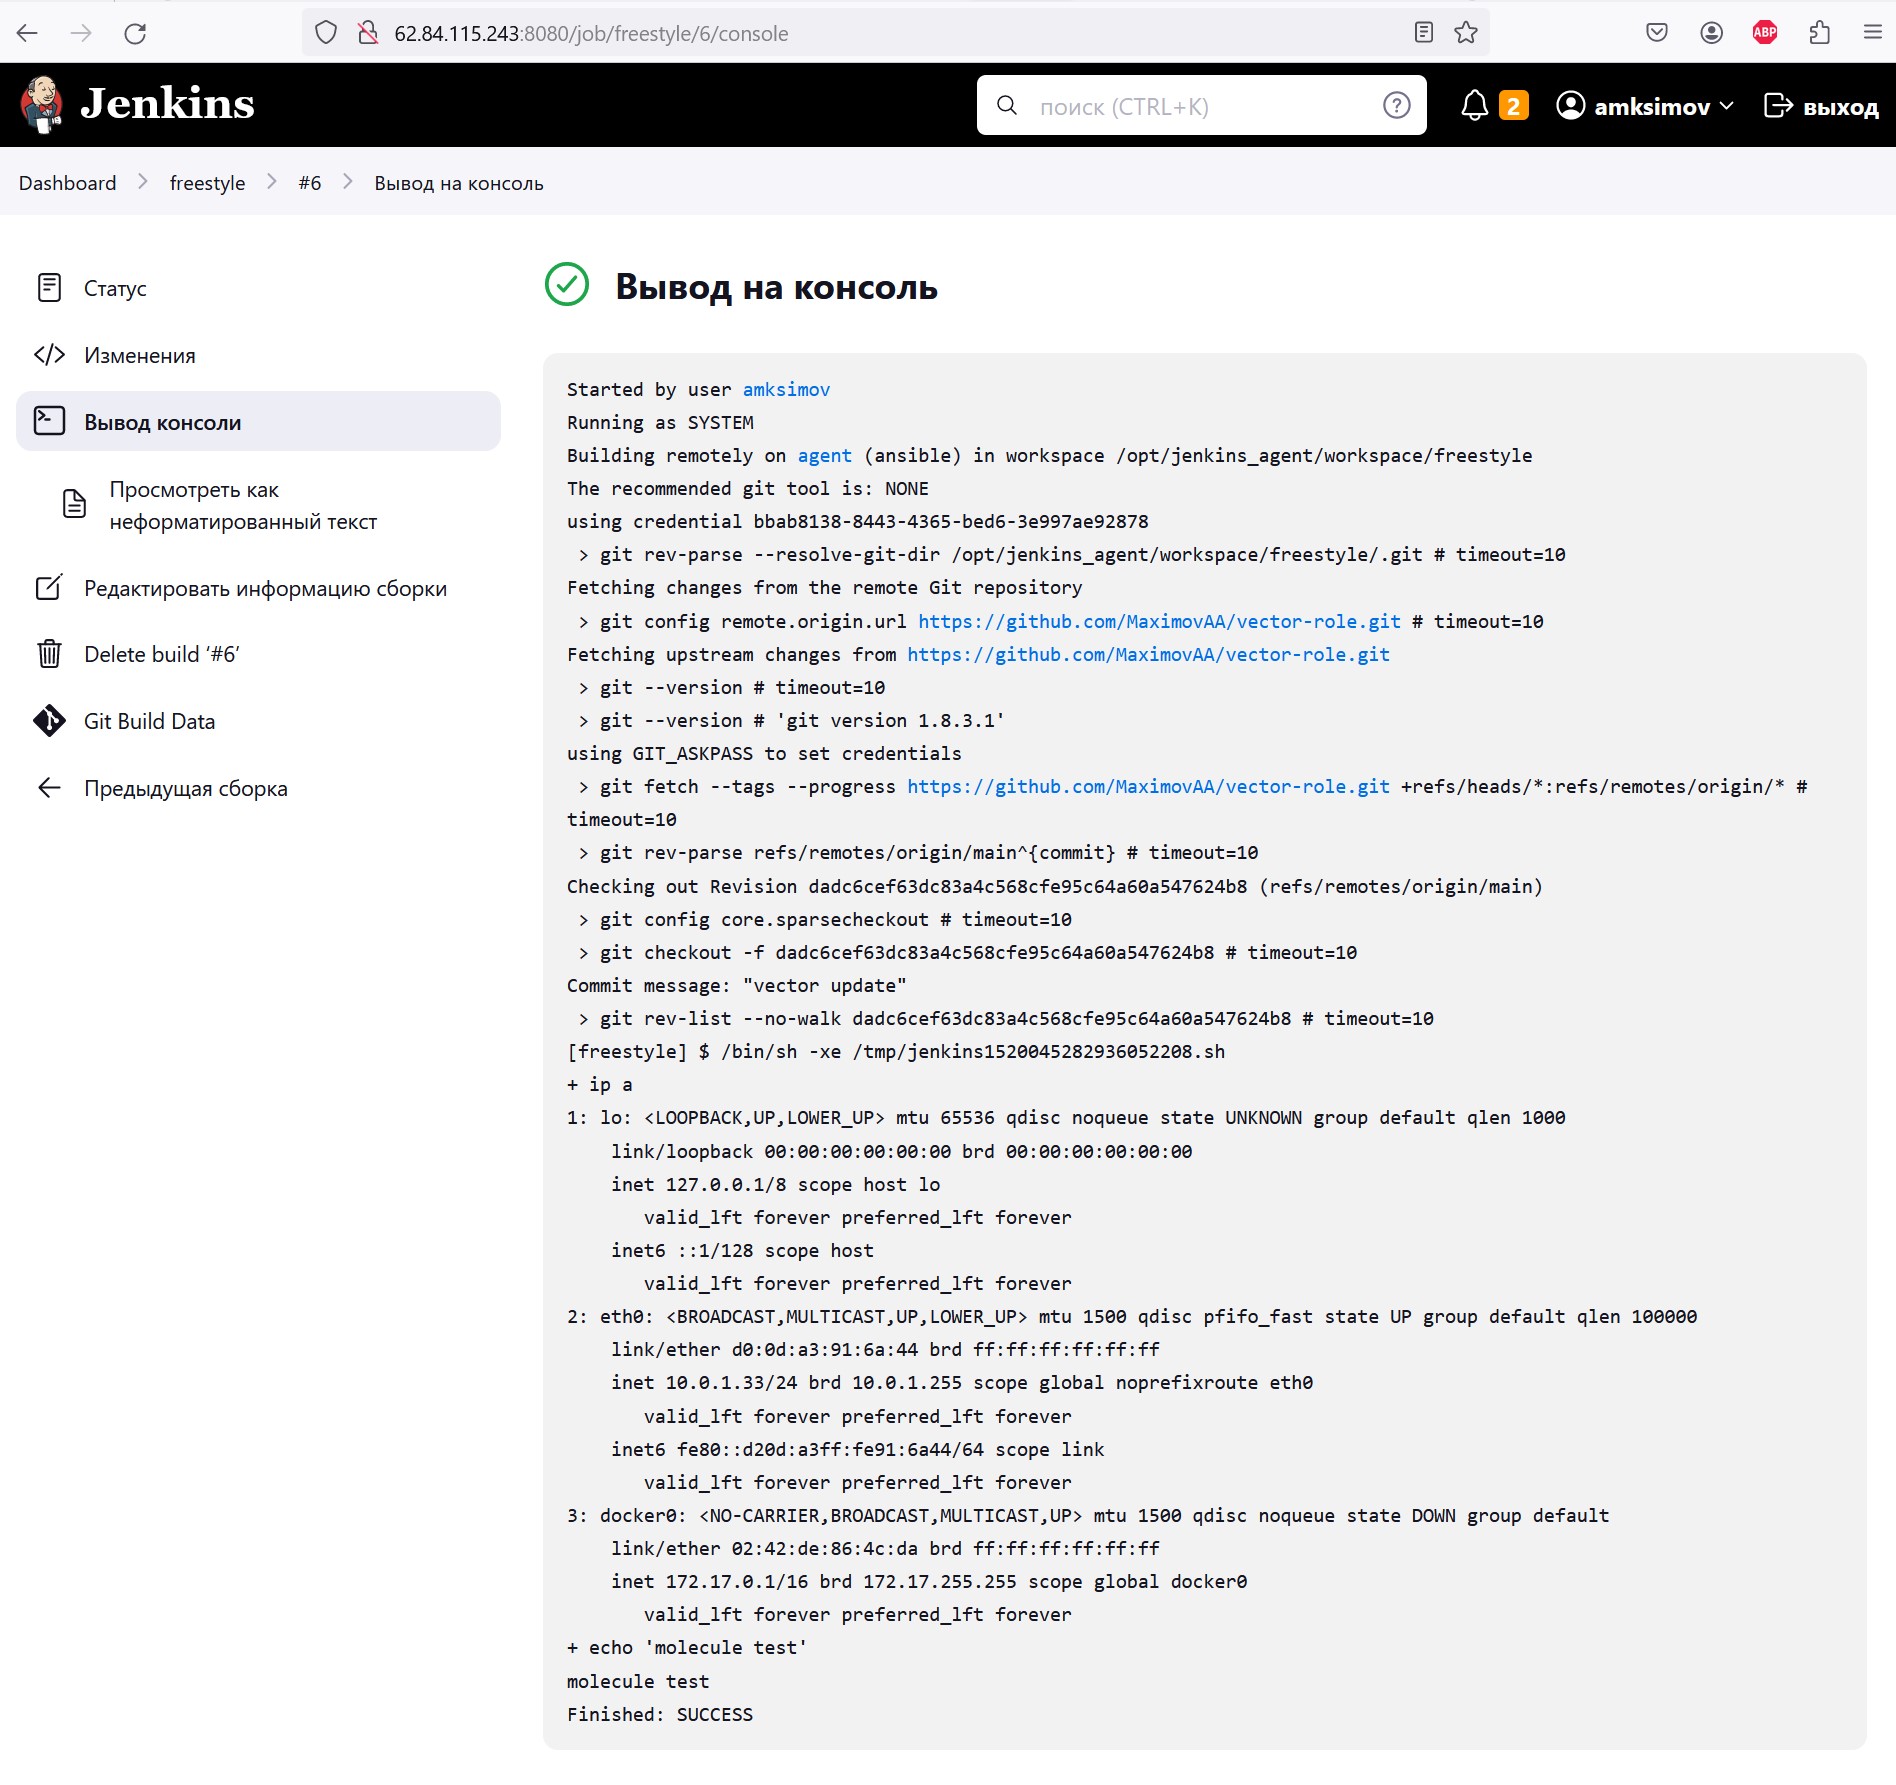 62.84.115.243:8080/job/freestyle/6/console
ABP
Jenkins
поиск (CTRL+K)
2
amksimov
выход
Dashboard
freestyle
#6
Вывод на консоль
Статус
Изменения
Вывод консоли
Просмотреть как
неформатированный текст
Редактировать информацию сборки
Delete build ‘#6’
Git Build Data
Предыдущая сборка
Вывод на консоль
Started by user amksimov
Running as SYSTEM
Building remotely on agent (ansible) in workspace /opt/jenkins_agent/workspace/freestyle
The recommended git tool is: NONE
using credential bbab8138-8443-4365-bed6-3e997ae92878
 > git rev-parse --resolve-git-dir /opt/jenkins_agent/workspace/freestyle/.git # timeout=10
Fetching changes from the remote Git repository
 > git config remote.origin.url https://github.com/MaximovAA/vector-role.git # timeout=10
Fetching upstream changes from https://github.com/MaximovAA/vector-role.git
 > git --version # timeout=10
 > git --version # 'git version 1.8.3.1'
using GIT_ASKPASS to set credentials
 > git fetch --tags --progress https://github.com/MaximovAA/vector-role.git +refs/heads/*:refs/remotes/origin/* #
timeout=10
 > git rev-parse refs/remotes/origin/main^{commit} # timeout=10
Checking out Revision dadc6cef63dc83a4c568cfe95c64a60a547624b8 (refs/remotes/origin/main)
 > git config core.sparsecheckout # timeout=10
 > git checkout -f dadc6cef63dc83a4c568cfe95c64a60a547624b8 # timeout=10
Commit message: "vector update"
 > git rev-list --no-walk dadc6cef63dc83a4c568cfe95c64a60a547624b8 # timeout=10
[freestyle] $ /bin/sh -xe /tmp/jenkins1520045282936052208.sh
+ ip a
1: lo: <LOOPBACK,UP,LOWER_UP> mtu 65536 qdisc noqueue state UNKNOWN group default qlen 1000
    link/loopback 00:00:00:00:00:00 brd 00:00:00:00:00:00
    inet 127.0.0.1/8 scope host lo
       valid_lft forever preferred_lft forever
    inet6 ::1/128 scope host
       valid_lft forever preferred_lft forever
2: eth0: <BROADCAST,MULTICAST,UP,LOWER_UP> mtu 1500 qdisc pfifo_fast state UP group default qlen 100000
    link/ether d0:0d:a3:91:6a:44 brd ff:ff:ff:ff:ff:ff
    inet 10.0.1.33/24 brd 10.0.1.255 scope global noprefixroute eth0
       valid_lft forever preferred_lft forever
    inet6 fe80::d20d:a3ff:fe91:6a44/64 scope link
       valid_lft forever preferred_lft forever
3: docker0: <NO-CARRIER,BROADCAST,MULTICAST,UP> mtu 1500 qdisc noqueue state DOWN group default
    link/ether 02:42:de:86:4c:da brd ff:ff:ff:ff:ff:ff
    inet 172.17.0.1/16 brd 172.17.255.255 scope global docker0
       valid_lft forever preferred_lft forever
+ echo 'molecule test'
molecule test
Finished: SUCCESS